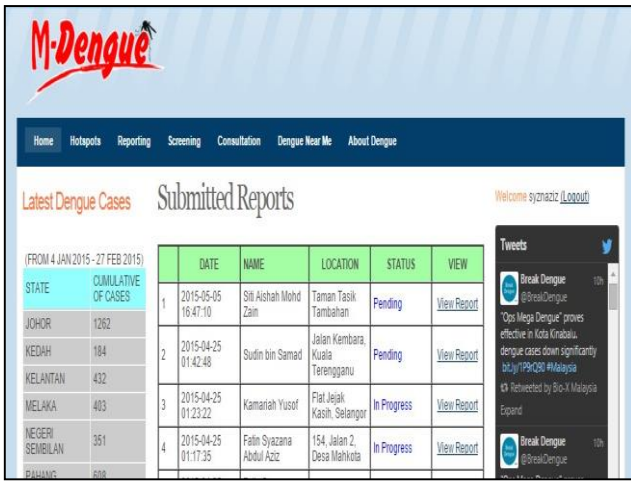 M-Dengue
Home Hotspots Reporting Screening Consultation Dengue Near Me About Dengue
Latest Dengue Cases
(FROM 4 JAN 2015 - 27 FEB 2015)
STATE CUMULATIVE
OF CASES
JOHOR 1262
KEDAH 184
KELANTAN 432
MELAKA 403
NEGERI
SEMBILAN 351
PAHANG 608
Submitted Reports
DATE NAME LOCATION STATUS VIEW
1 2015-05-05
16:47:10 Siti Aishah Mohd
Zain Taman Tasik
Tambahan Pending View Report
2 2015-04-25
01:42:48 Sudin bin Samad Jalan Kembara,
Kuala
Terengganu Pending View Report
3 2015-04-25
01:23:22 Kamariah Yusof Flat Jejak
Kasih, Selangor In Progress View Report
4 2015-04-25
01:17:35 Fatin Syazana
Abdul Aziz 154, Jalan 2,
Desa Mahkota In Progress View Report
Welcome syznaziz (Logout)
Tweets
Break Dengue 10h
@BreakDengue
"Ops Mega Dengue" proves
effective in Kota Kinabalu,
dengue cases down significantly
bit.ly/1P9rQ90 #Malaysia
Retweeted by Bio-X Malaysia
Expand
Break Dengue 10h
@BreakDengue